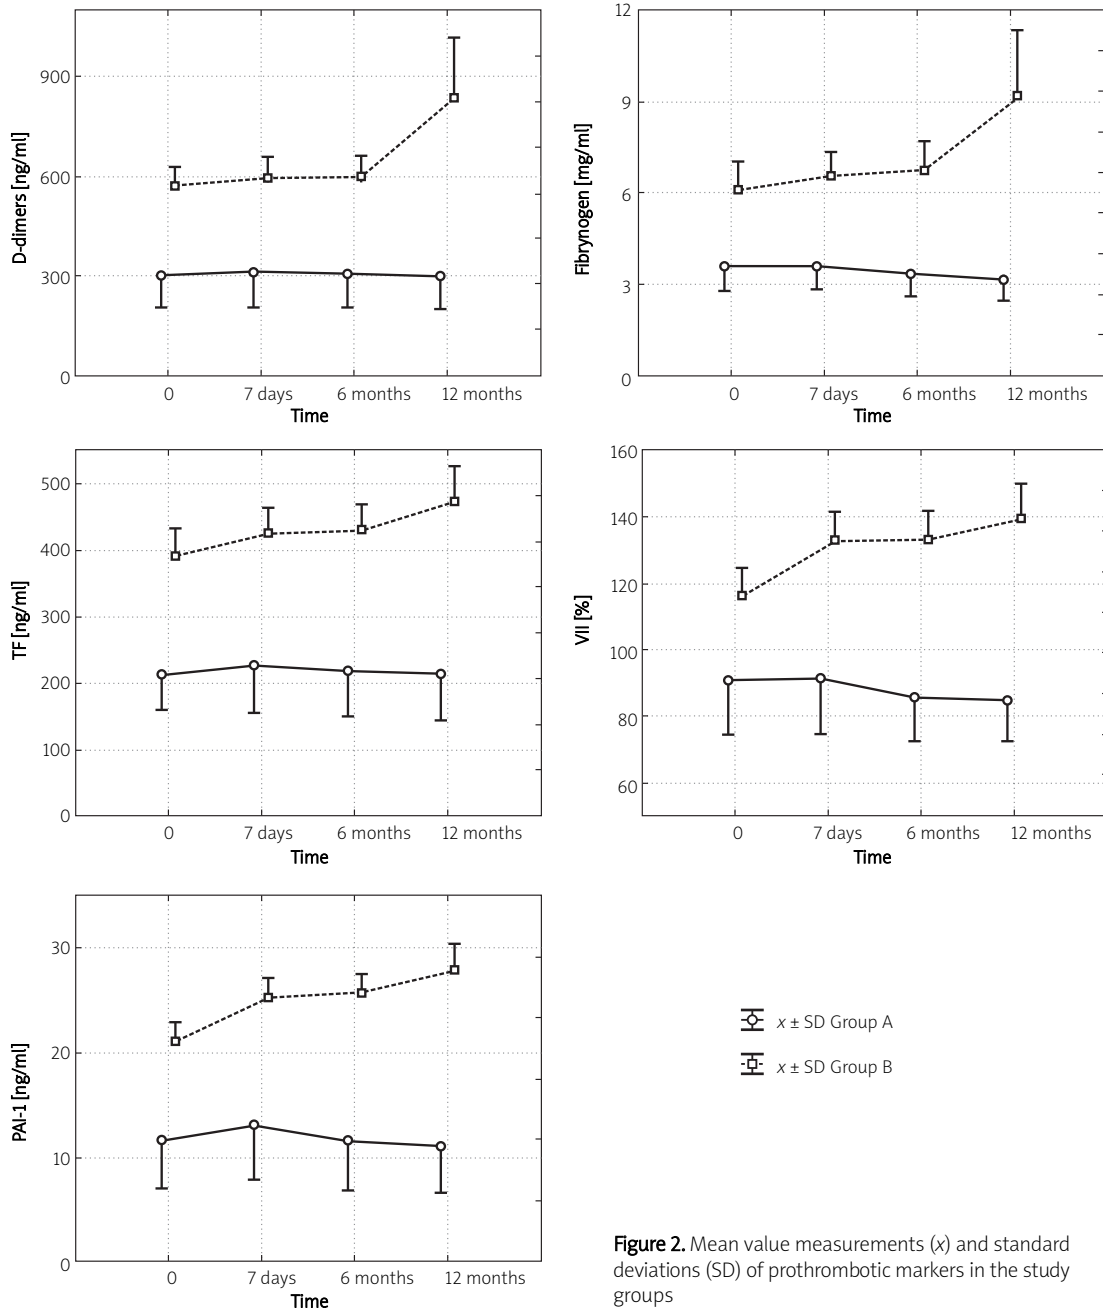 D-dimers [ng/ml]
900
600
300
0
0 7 days 6 months 12 months
Time
Fibrynogen [mg/ml]
12
9
6
3
0
0 7 days 6 months 12 months
Time
TF [ng/ml]
500
400
300
200
100
0
0 7 days 6 months 12 months
Time
VII [%]
160
140
120
100
80
60
0 7 days 6 months 12 months
Time
PAI-1 [ng/ml]
30
20
10
0
0 7 days 6 months 12 months
Time
x ± SD Group A
x ± SD Group B
Figure 2. Mean value measurements (x) and standard
deviations (SD) of prothrombotic markers in the study
groups